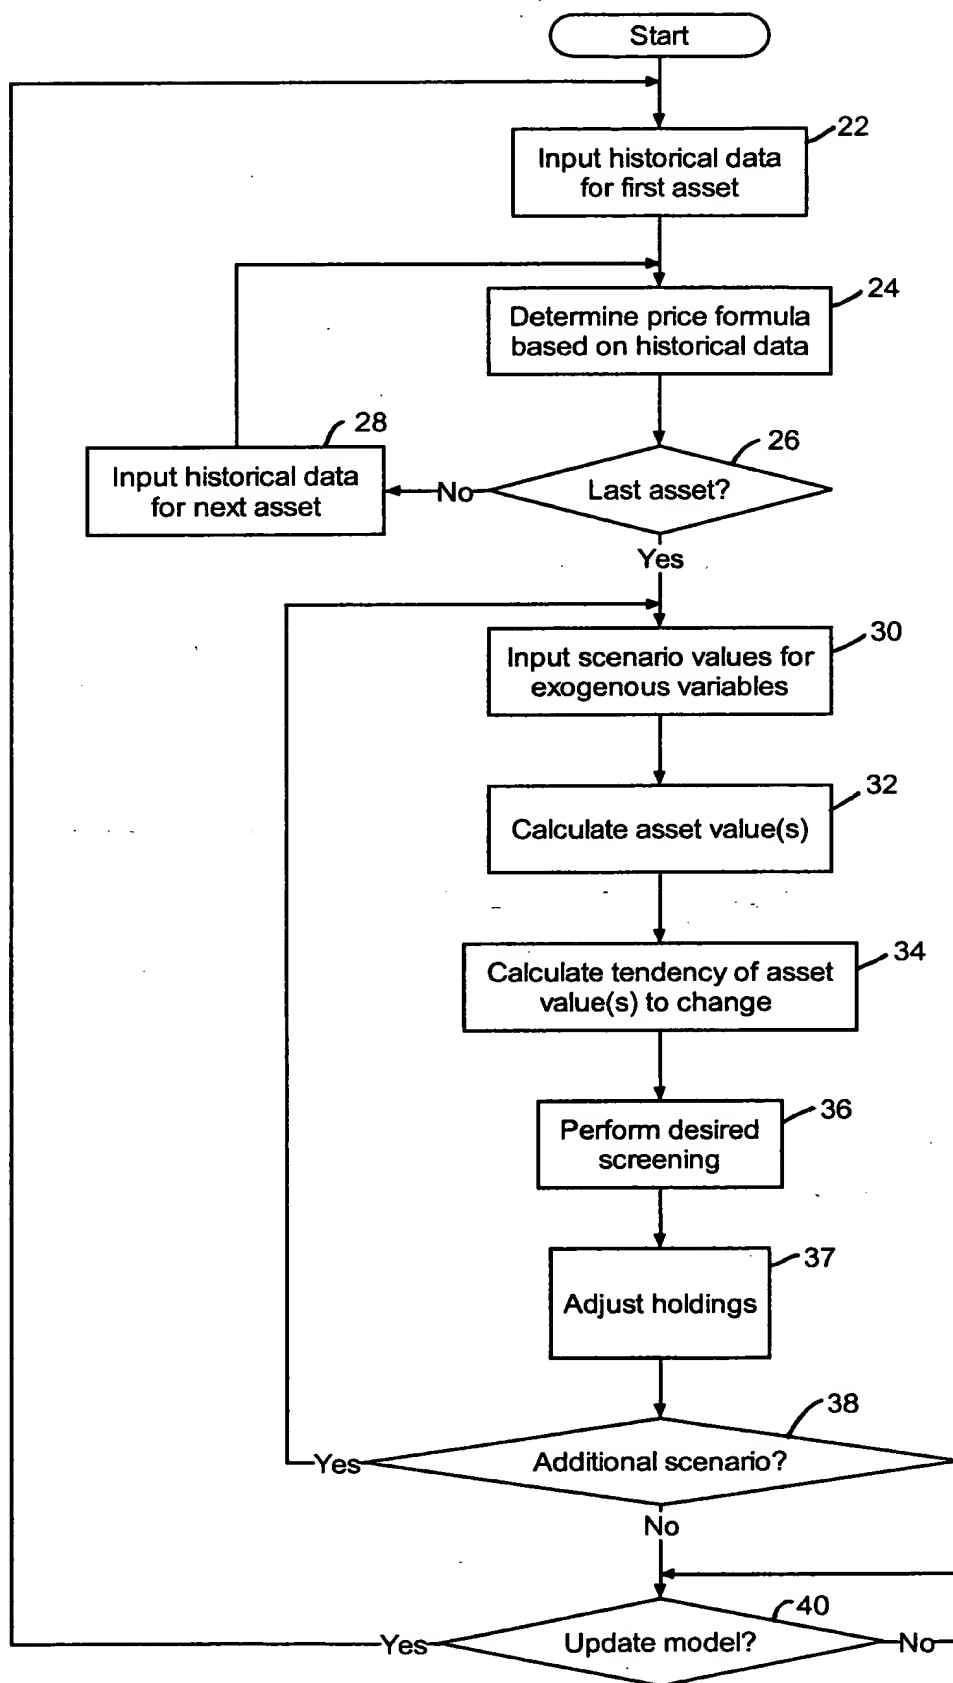 Start
22
Input historical data
for first asset
24
Determine price formula
based on historical data
28
Input historical data
for next asset
No
26
Last asset?
Yes
30
Input scenario values for
exogenous variables
32
Calculate asset value(s)
34
Calculate tendency of asset
value(s) to change
36
Perform desired
screening
37
Adjust holdings
38
Yes
Additional scenario?
No
40
Yes
Update model?
No